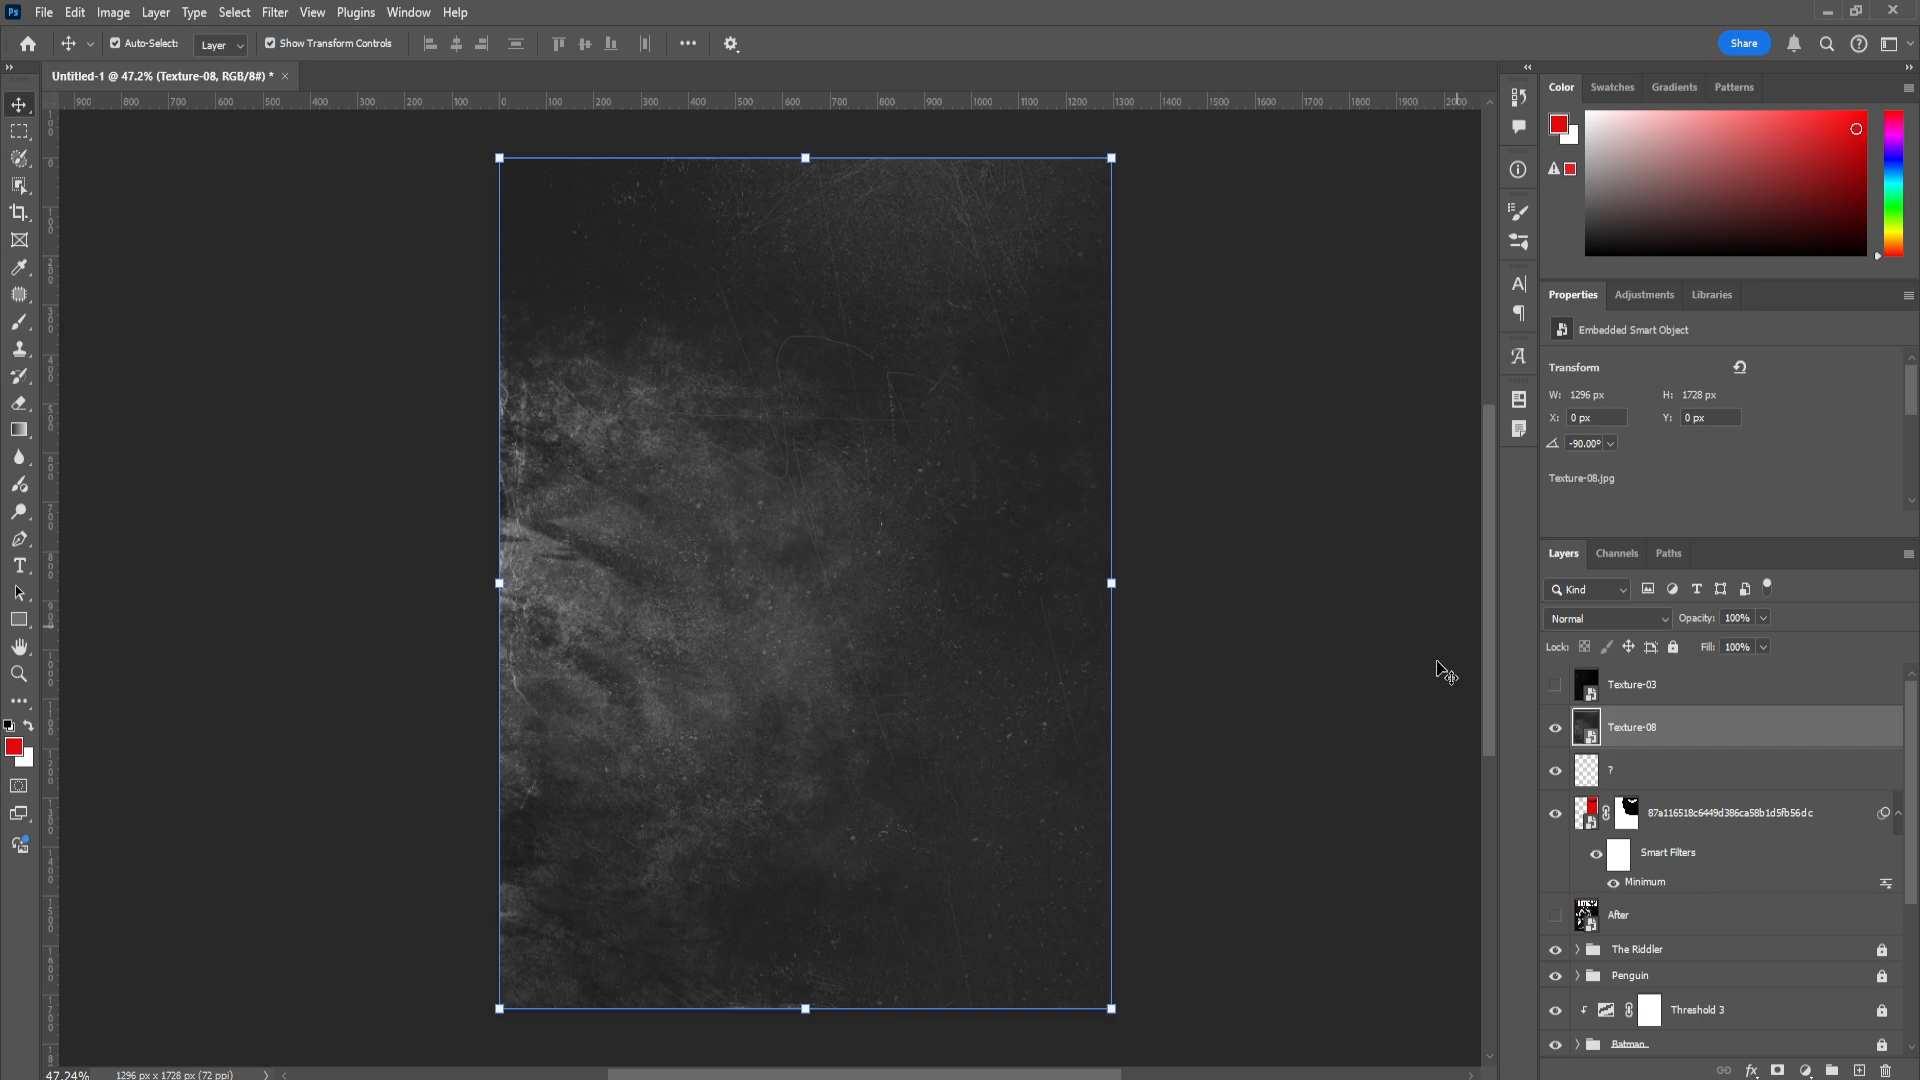 Ps File Edit Image Layer Type Select Filter View Plugins Window Help
Auto-Select: Layer Show Transform Controls ••• Share
Untitled-1 @ 47.2% (Texture-08, RGB/8#) * ×
900 800 700 600 500 400 300 200 100 0 100 200 300 400 500 600 700 800 900 1000 1100 1200 1300 1400 1500 1600 1700 1800 1900 2000
Color Swatches Gradients Patterns
Properties Adjustments Libraries
Embedded Smart Object
Transform
W: 1296 px H: 1728 px
X: 0 px Y: 0 px
-90.00°
Texture-08.jpg
Layers Channels Paths
Kind
Normal Opacity: 100%
Lock: Fill: 100%
Texture-03
Texture-08
?
87a116518c6449d386ca58b1d5fb56dc
Smart Filters
Minimum
After
The Riddler
Penguin
Threshold 3
Batman
47.24% 1296 px x 1728 px (72 ppi)